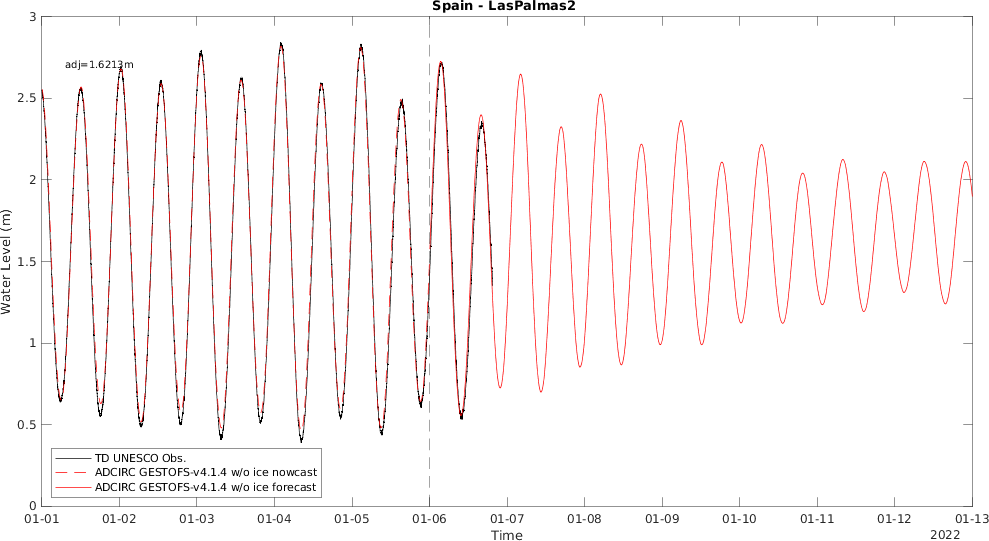 Spain - LasPalmas2
adj=1.6213m
Water Level (m)
3
2.5
2
1.5
1
0.5
0
TD UNESCO Obs.
ADCIRC GESTOFS-v4.1.4 w/o ice nowcast
ADCIRC GESTOFS-v4.1.4 w/o ice forecast
01-01 01-02 01-03 01-04 01-05 01-06 01-07 01-08 01-09 01-10 01-11 01-12 01-13
Time
2022